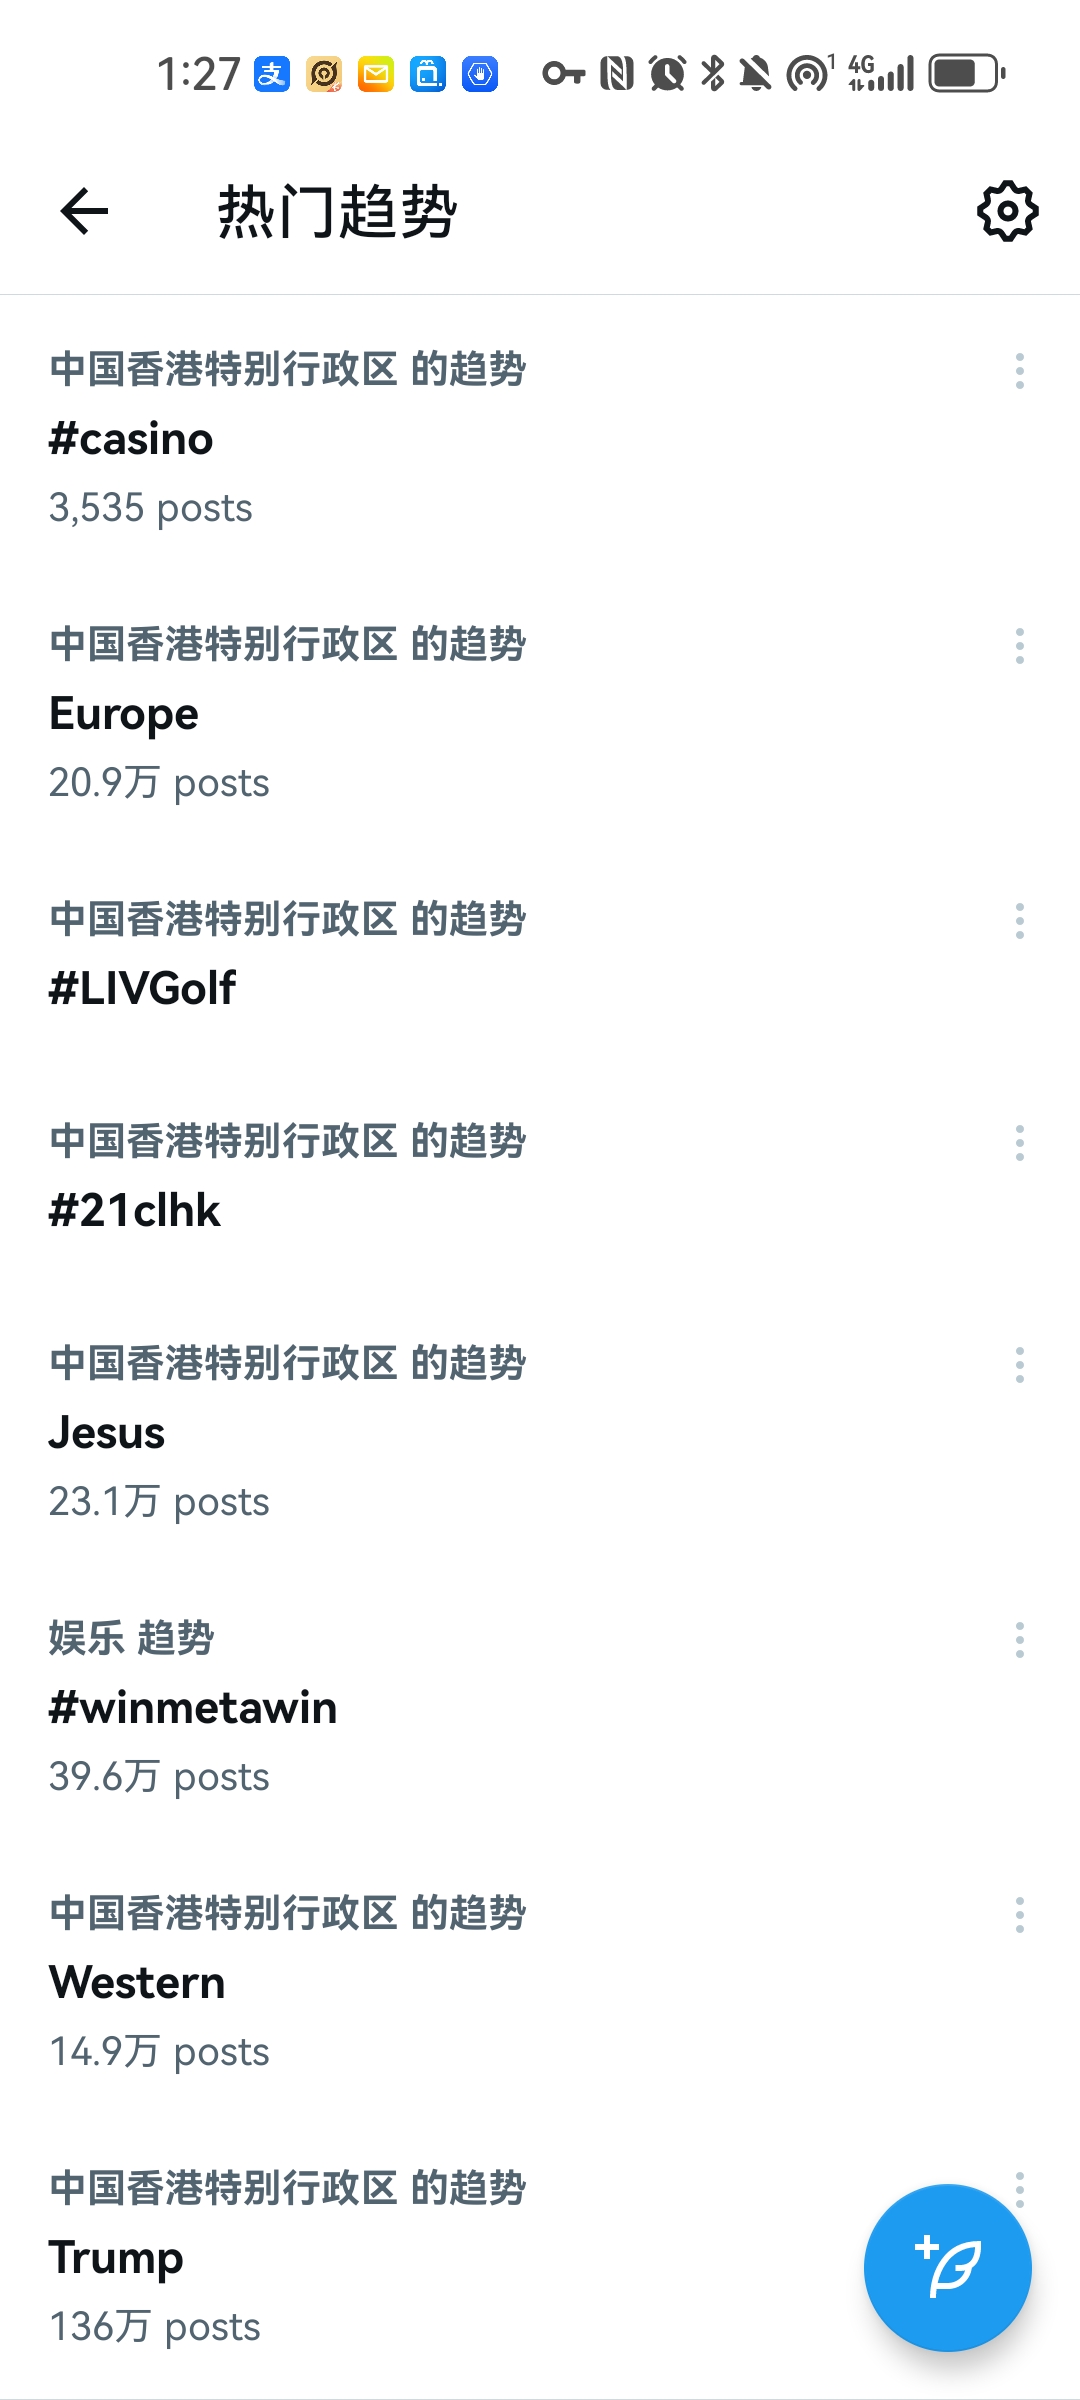 1:27
支
1
4G
热门趋势
中国香港特别行政区 的趋势
#casino
3,535 posts
中国香港特别行政区 的趋势
Europe
20.9万 posts
中国香港特别行政区 的趋势
#LIVGolf
中国香港特别行政区 的趋势
#21clhk
中国香港特别行政区 的趋势
Jesus
23.1万 posts
娱乐 趋势
#winmetawin
39.6万 posts
中国香港特别行政区 的趋势
Western
14.9万 posts
中国香港特别行政区 的趋势
Trump
136万 posts